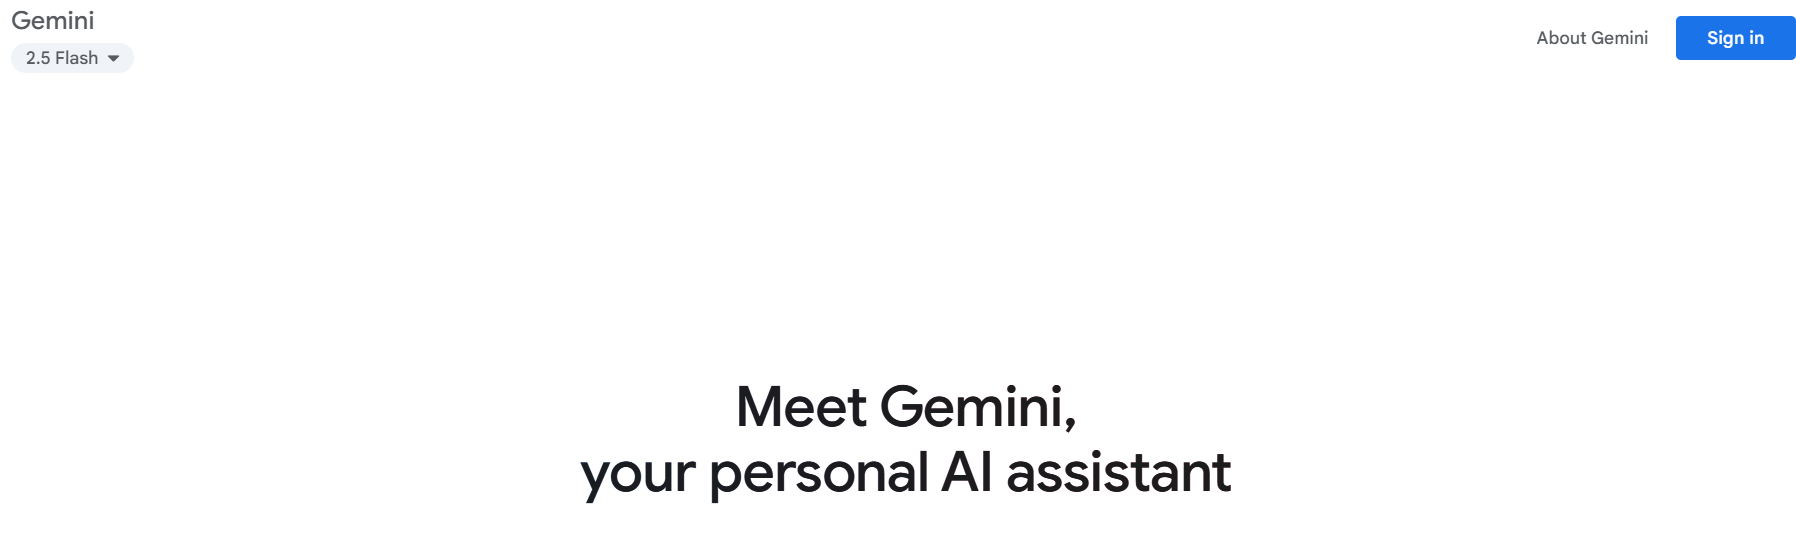 Gemini
2.5 Flash
About Gemini
Sign in
Meet Gemini,
your personal AI assistant